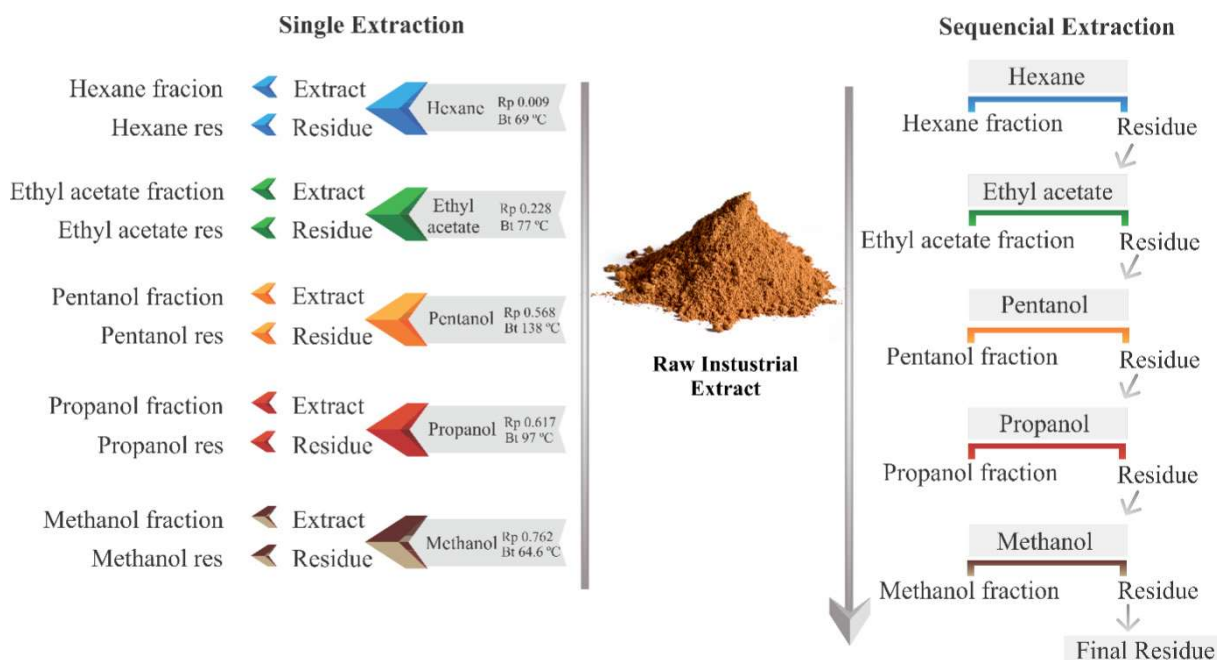 Single Extraction
Hexane fracion
Extract
Hexane res
Residue
Hexane
Rp 0.009
Bt 69 ºC
Ethyl acetate fraction
Extract
Ethyl acetate res
Residue
Ethyl
acetate
Rp 0.228
Bt 77 ºC
Pentanol fraction
Extract
Pentanol res
Residue
Pentanol
Rp 0.568
Bt 138 ºC
Propanol fraction
Extract
Propanol res
Residue
Propanol
Rp 0.617
Bt 97 ºC
Methanol fraction
Extract
Methanol res
Residue
Methanol
Rp 0.762
Bt 64.6 ºC
Raw Instustrial
Extract
Sequencial Extraction
Hexane
Hexane fraction
Residue
Ethyl acetate
Ethyl acetate fraction
Residue
Pentanol
Pentanol fraction
Residue
Propanol
Propanol fraction
Residue
Methanol
Methanol fraction
Residue
Final Residue